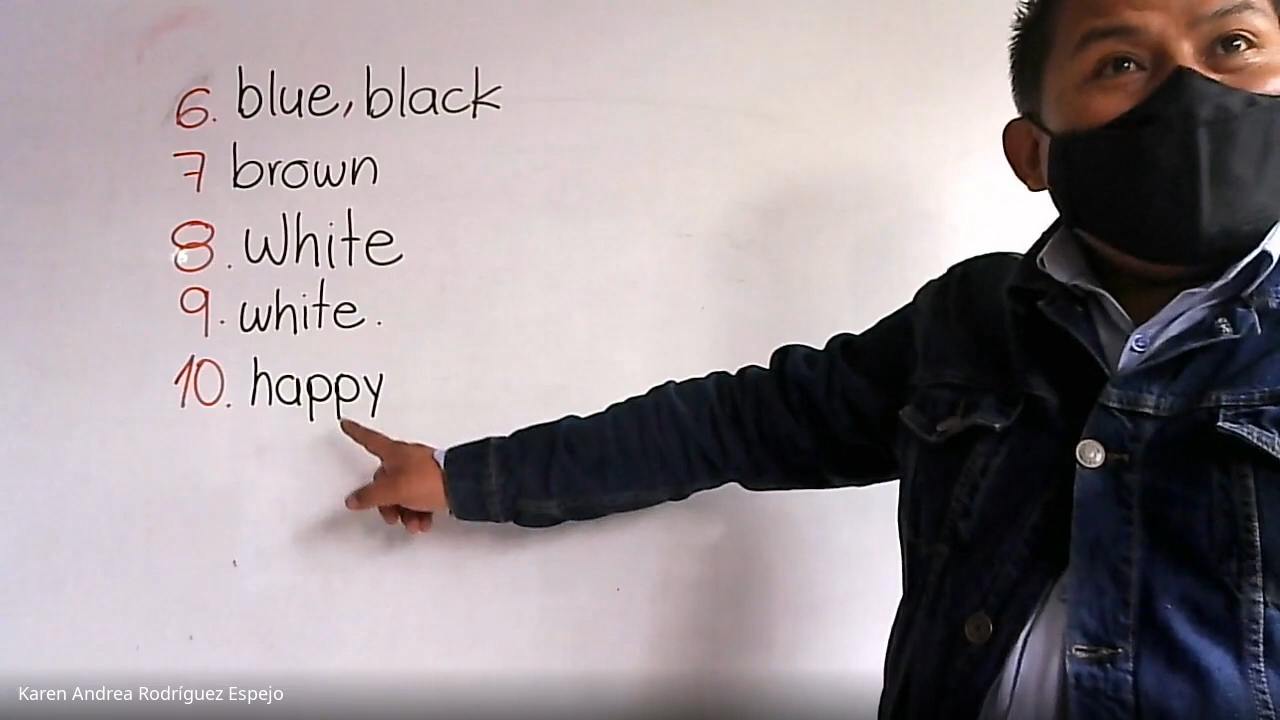 6. blue, black
7 brown
8. White
9. white.
10. happy
Karen Andrea Rodríguez Espejo